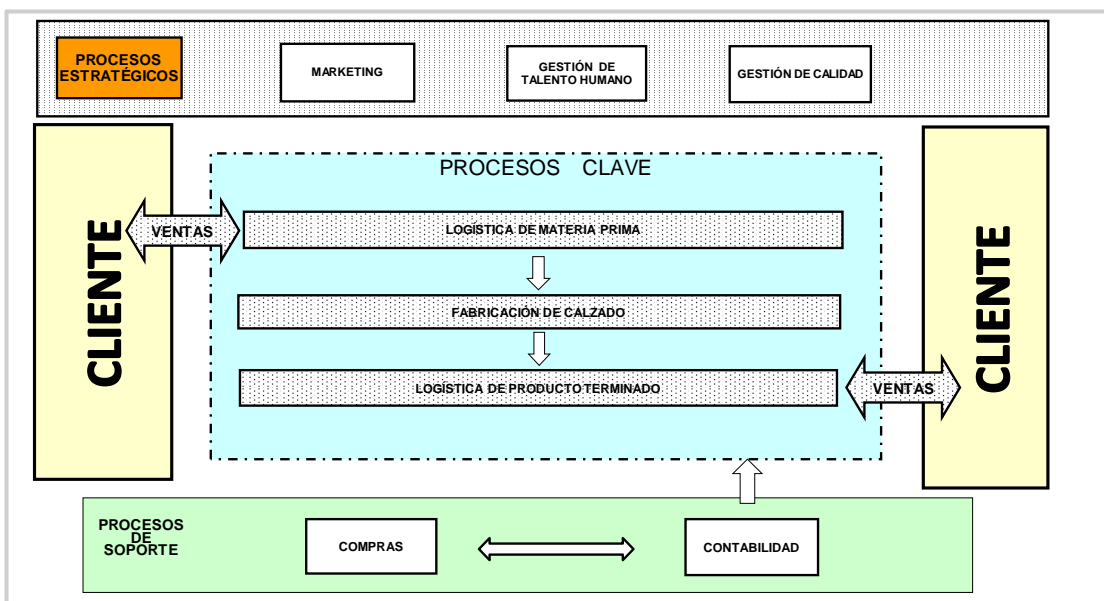 PROCESOS
ESTRATÉGICOS
MARKETING
GESTIÓN DE
TALENTO HUMANO
GESTIÓN DE CALIDAD
CLIENTE
PROCESOS CLAVE
VENTAS
LOGÍSTICA DE MATERIA PRIMA
FABRICACIÓN DE CALZADO
LOGÍSTICA DE PRODUCTO TERMINADO
VENTAS
CLIENTE
PROCESOS
DE
SOPORTE
COMPRAS
CONTABILIDAD